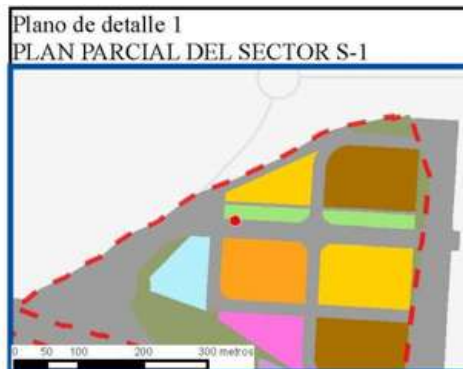 Plano de detalle 1
PLAN PARCIAL DEL SECTOR S-1
0 50 100 200 300 metros